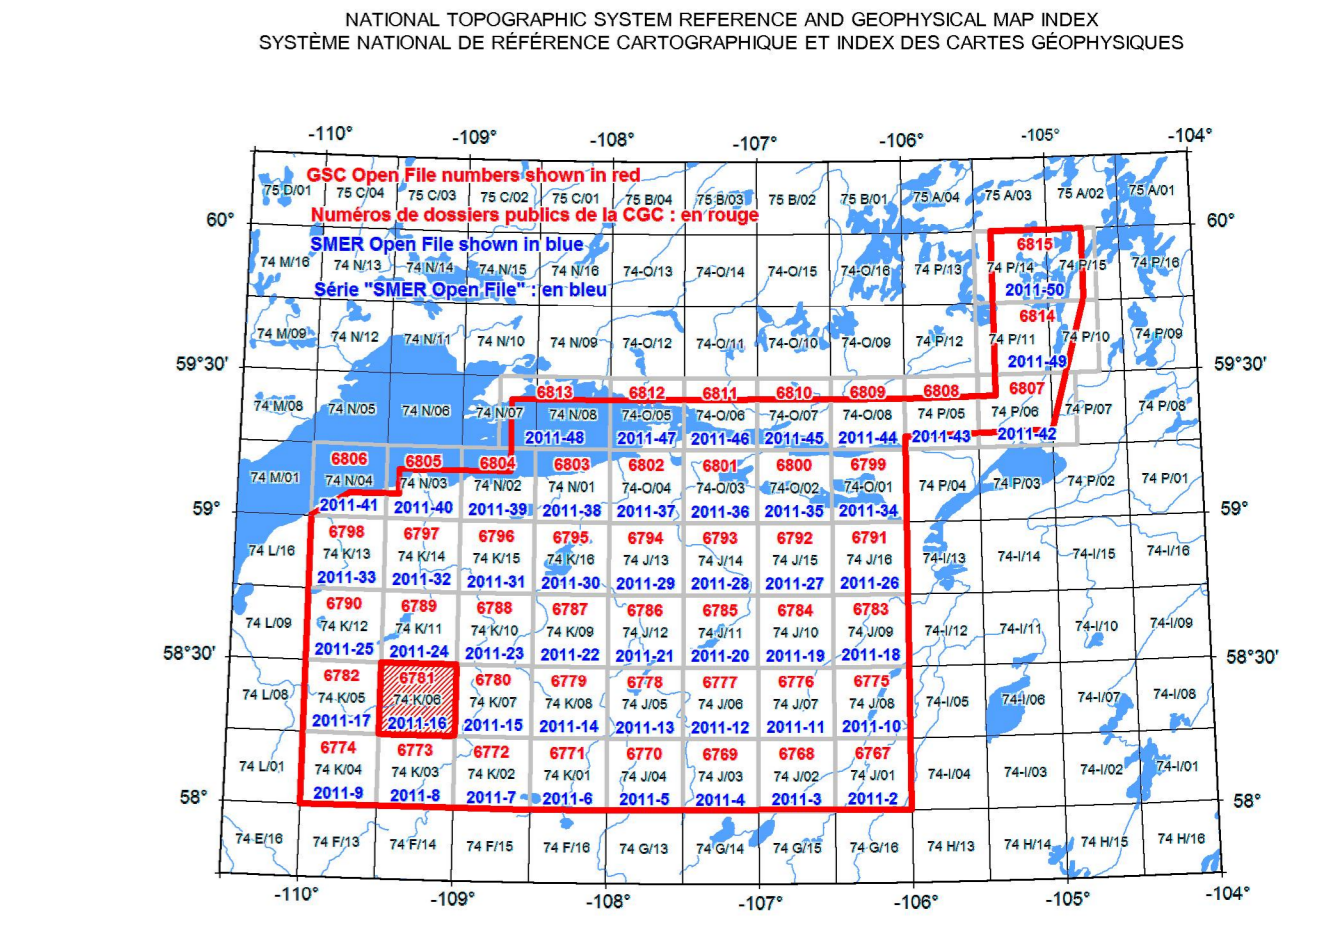 NATIONAL TOPOGRAPHIC SYSTEM REFERENCE AND GEOPHYSICAL MAP INDEX
SYSTÈME NATIONAL DE RÉFÉRENCE CARTOGRAPHIQUE ET INDEX DES CARTES GÉOPHYSIQUES
-110° -109° -108° -107° -106° -105° -104°
GSC Open File numbers shown in red
75 D/01 75 C/04 75 C/03 75 C/02 75 C/01 75 B/04 75 B/03 75 B/02 75 B/01 75 A/04 75 A/03 75 A/02 75 A/01
Numéros de dossiers publics de la CGC : en rouge
60° 60°
SMER Open File shown in blue
6815
74 M/16 74 N/13 74 N/14 74 N/15 74 N/16 74-O/13 74-O/14 74-O/15 74-O/16 74 P/13 74 P/14 74 P/15 74 P/16
Série "SMER Open File" : en bleu
2011-50
6814
74 M/09 74 N/12 74 N/11 74 N/10 74 N/09 74-O/12 74-O/11 74-O/10 74-O/09 74 P/12 74 P/11 74 P/10 74 P/09
2011-49
59°30' 59°30'
6813 6812 6811 6810 6809 6808 6807
74 M/08 74 N/05 74 N/06 74 N/07 74 N/08 74-O/05 74-O/06 74-O/07 74-O/08 74 P/05 74 P/06 74 P/07 74 P/08
2011-48 2011-47 2011-46 2011-45 2011-44 2011-43 2011-42
6806 6805 6804 6803 6802 6801 6800 6799
74 M/01 74 N/04 74 N/03 74 N/02 74 N/01 74-O/04 74-O/03 74-O/02 74-O/01 74 P/04 74 P/03 74 P/02 74 P/01
2011-41 2011-40 2011-39 2011-38 2011-37 2011-36 2011-35 2011-34
59° 59°
6798 6797 6796 6795 6794 6793 6792 6791
74 L/16 74 K/13 74 K/14 74 K/15 74 K/16 74 J/13 74 J/14 74 J/15 74 J/16 74-I/13 74-I/14 74-I/15 74-I/16
2011-33 2011-32 2011-31 2011-30 2011-29 2011-28 2011-27 2011-26
6790 6789 6788 6787 6786 6785 6784 6783
74 L/09 74 K/12 74 K/11 74 K/10 74 K/09 74 J/12 74 J/11 74 J/10 74 J/09 74-I/12 74-I/11 74-I/10 74-I/09
2011-25 2011-24 2011-23 2011-22 2011-21 2011-20 2011-19 2011-18
58°30' 58°30'
6782 6781 6780 6779 6778 6777 6776 6775
74 L/08 74 K/05 74 K/06 74 K/07 74 K/08 74 J/05 74 J/06 74 J/07 74 J/08 74-I/05 74-I/06 74-I/07 74-I/08
2011-17 2011-16 2011-15 2011-14 2011-13 2011-12 2011-11 2011-10
6774 6773 6772 6771 6770 6769 6768 6767
74 L/01 74 K/04 74 K/03 74 K/02 74 K/01 74 J/04 74 J/03 74 J/02 74 J/01 74-I/04 74-I/03 74-I/02 74-I/01
2011-9 2011-8 2011-7 2011-6 2011-5 2011-4 2011-3 2011-2
58° 58°
74 E/16 74 F/13 74 F/14 74 F/15 74 F/16 74 G/13 74 G/14 74 G/15 74 G/16 74 H/13 74 H/14 74 H/15 74 H/16
-110° -109° -108° -107° -106° -105° -104°